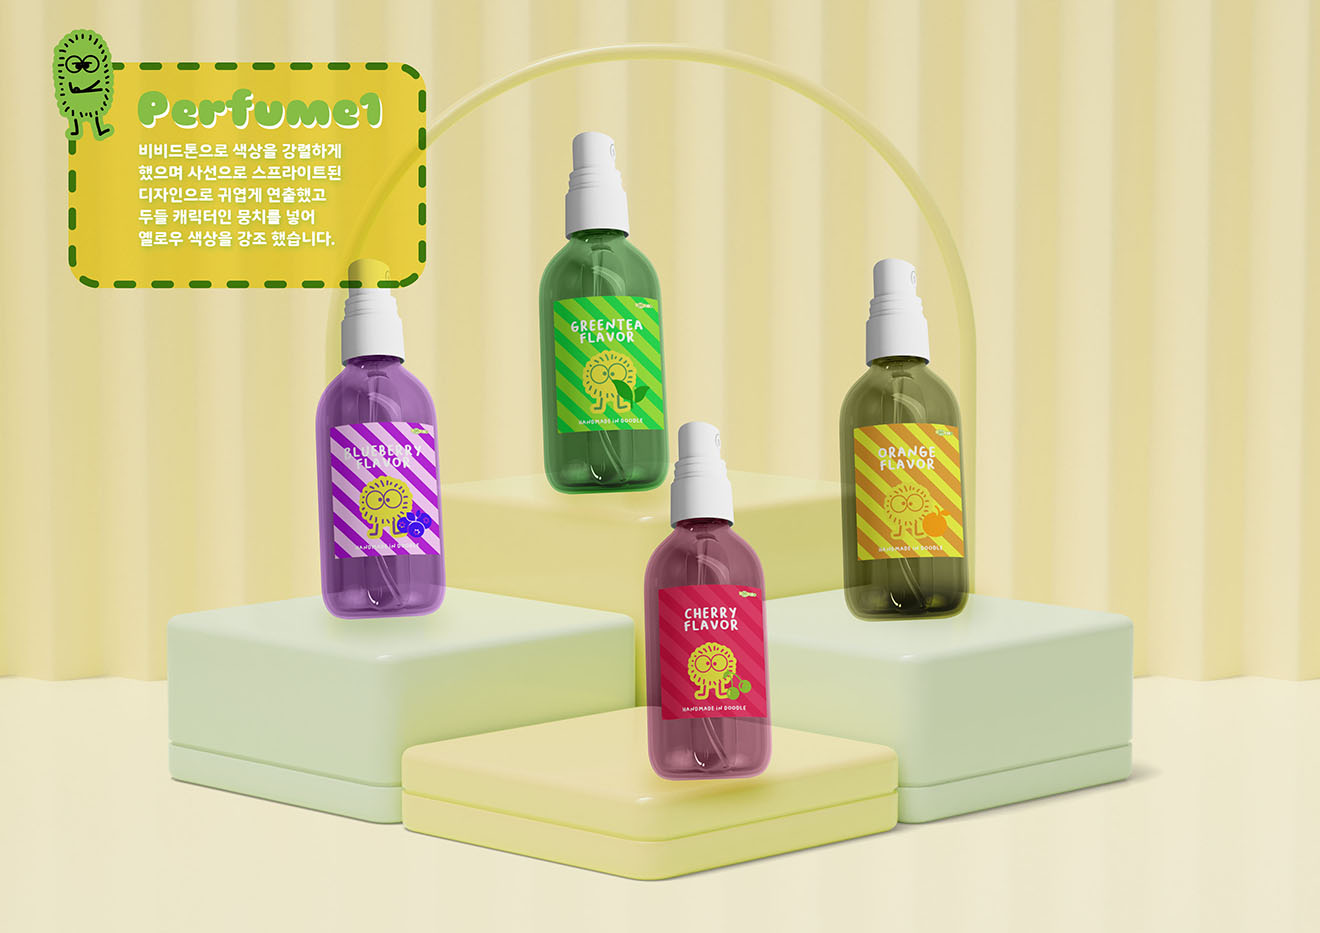 Perfume1
비비드톤으로 색상을 강렬하게
했으며 사선으로 스프라이트된
디자인으로 귀엽게 연출했고
두들 캐릭터인 뭉치를 넣어
옐로우 색상을 강조 했습니다.
GREENTEA
FLAVOR
HANDMADE IN DOODLE
BLUEBERRY
FLAVOR
HANDMADE IN DOODLE
ORANGE
FLAVOR
HANDMADE IN DOODLE
CHERRY
FLAVOR
HANDMADE IN DOODLE